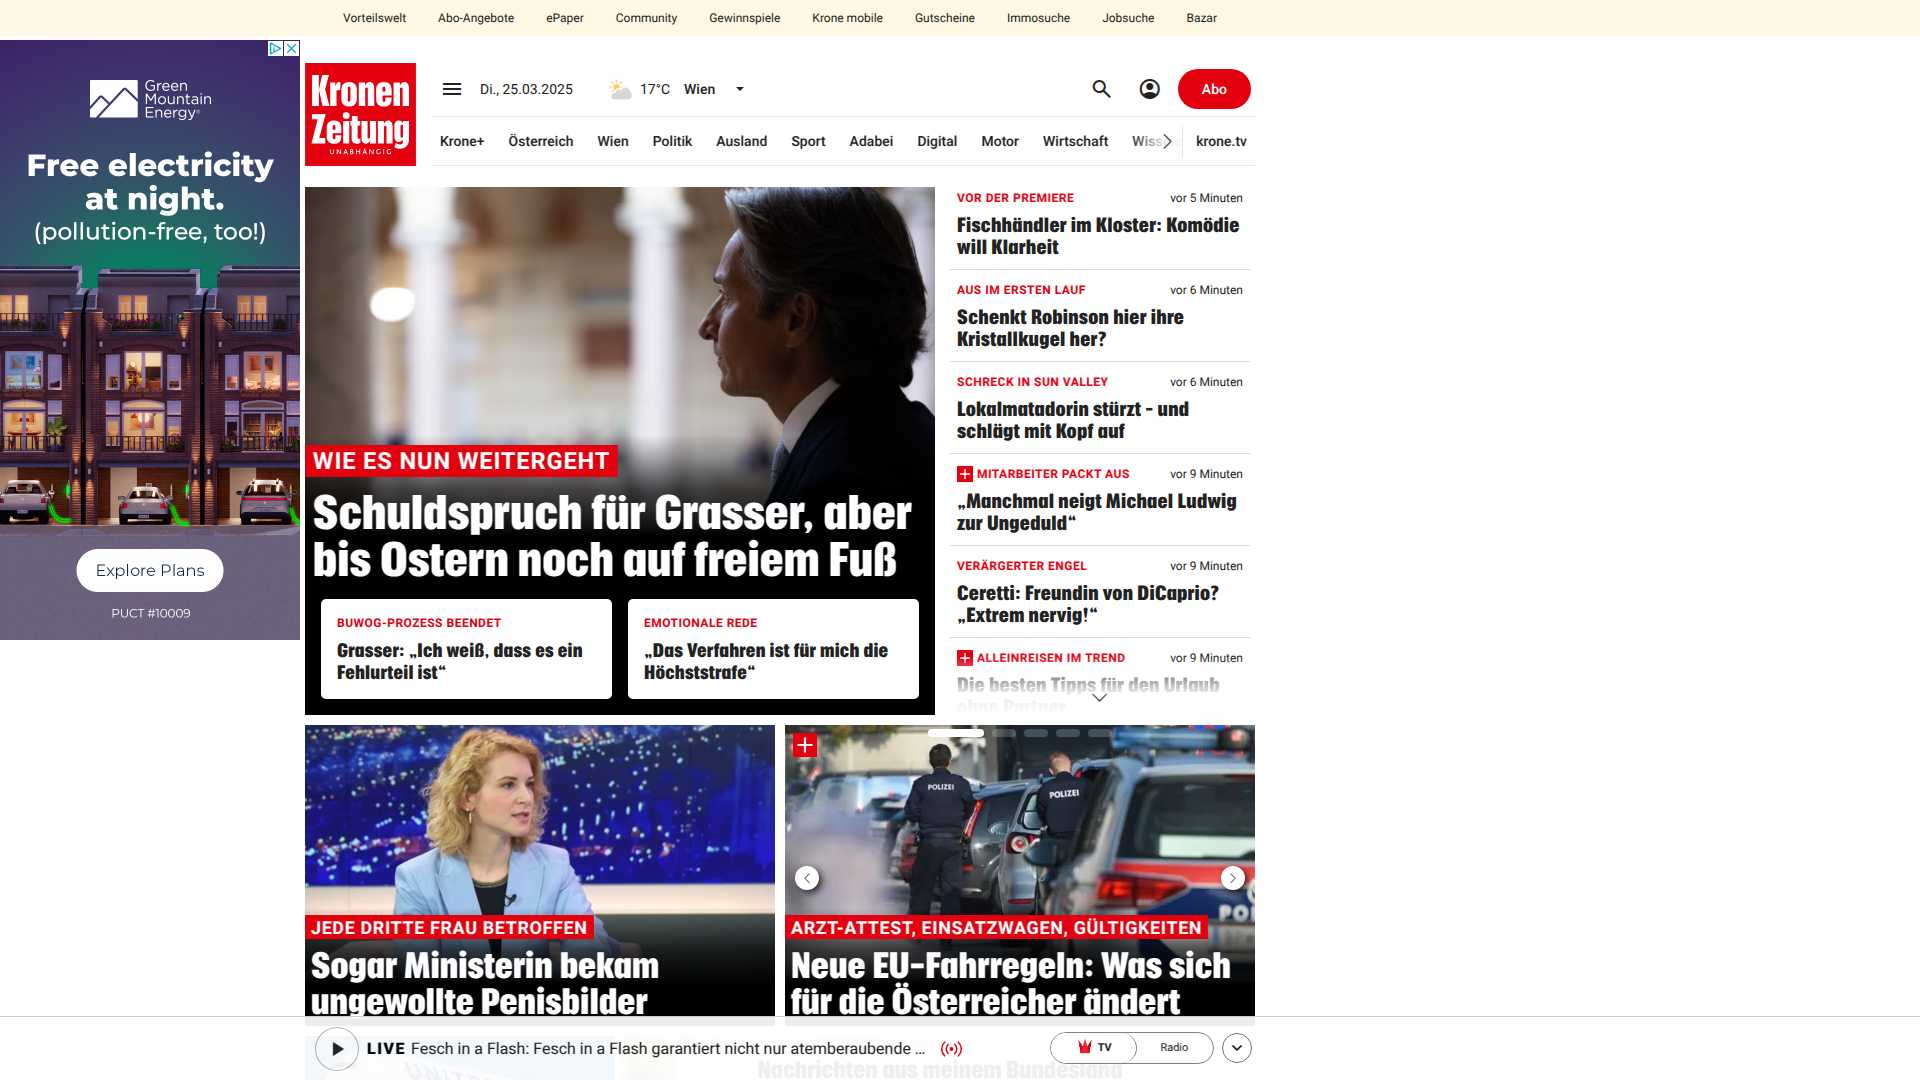 Vorteilswelt Abo-Angebote ePaper Community Gewinnspiele Krone mobile Gutscheine Immosuche Jobsuche Bazar
Green
Mountain
Energy
Free electricity
at night.
(pollution-free, too!)
Explore Plans
PUCT #10009
Kronen
Zeitung
UNABHÄNGIG
Di., 25.03.2025 17°C Wien
Abo
Krone+ Österreich Wien Politik Ausland Sport Adabei Digital Motor Wirtschaft krone.tv
WIE ES NUN WEITERGEHT
Schuldspruch für Grasser, aber
bis Ostern noch auf freiem Fuß
BUWOG-PROZESS BEENDET
Grasser: „Ich weiß, dass es ein
Fehlurteil ist“
EMOTIONALE REDE
„Das Verfahren ist für mich die
Höchststrafe“
VOR DER PREMIERE vor 5 Minuten
Fischhändler im Kloster: Komödie
will Klarheit
AUS IM ERSTEN LAUF vor 6 Minuten
Schenkt Robinson hier ihre
Kristallkugel her?
SCHRECK IN SUN VALLEY vor 6 Minuten
Lokalmatadorin stürzt – und
schlägt mit Kopf auf
MITARBEITER PACKT AUS vor 9 Minuten
„Manchmal neigt Michael Ludwig
zur Ungeduld“
VERÄRGERTER ENGEL vor 9 Minuten
Ceretti: Freundin von DiCaprio?
„Extrem nervig!“
ALLEINREISEN IM TREND vor 9 Minuten
Die besten Tipps für den Urlaub
ohne Partner
JEDE DRITTE FRAU BETROFFEN
Sogar Ministerin bekam
ungewollte Penisbilder
POLIZEI
POLIZEI
ARZT-ATTEST, EINSATZWAGEN, GÜLTIGKEITEN
Neue EU-Fahrregeln: Was sich
für die Österreicher ändert
LIVE Fesch in a Flash: Fesch in a Flash garantiert nicht nur atemberaubende ...
TV Radio
Nachrichten aus meinem Bundesland